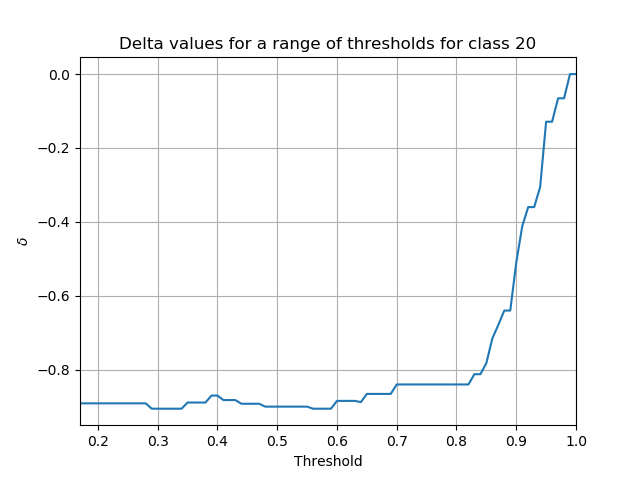 Delta values for a range of thresholds for class 20
0.0
−0.2
−0.4
−0.6
−0.8
δ
0.2 0.3 0.4 0.5 0.6 0.7 0.8 0.9 1.0
Threshold